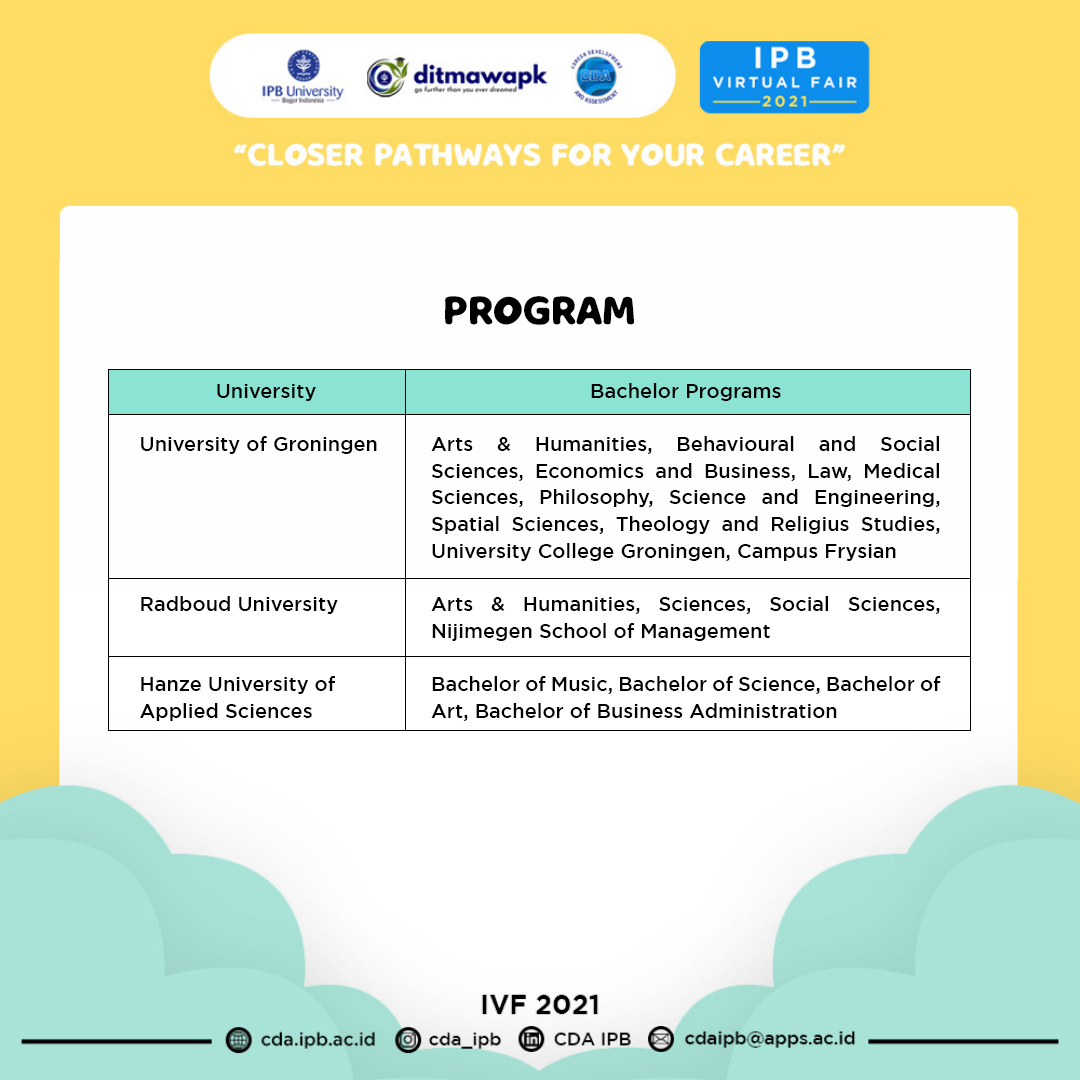 IPB University
Bogor Indonesia
ditmawapk
go further than you ever dreamed
CAREER DEVELOPMENT
CDA
AND ASSESSMENT
IPB
VIRTUAL FAIR
2021
“CLOSER PATHWAYS FOR YOUR CAREER”
PROGRAM
University
Bachelor Programs
University of Groningen
Arts & Humanities, Behavioural and Social
Sciences, Economics and Business, Law, Medical
Sciences, Philosophy, Science and Engineering,
Spatial Sciences, Theology and Religius Studies,
University College Groningen, Campus Frysian
Radboud University
Arts & Humanities, Sciences, Social Sciences,
Nijimegen School of Management
Hanze University of
Applied Sciences
Bachelor of Music, Bachelor of Science, Bachelor of
Art, Bachelor of Business Administration
IVF 2021
cda.ipb.ac.id cda_ipb CDA IPB cdaipb@apps.ac.id